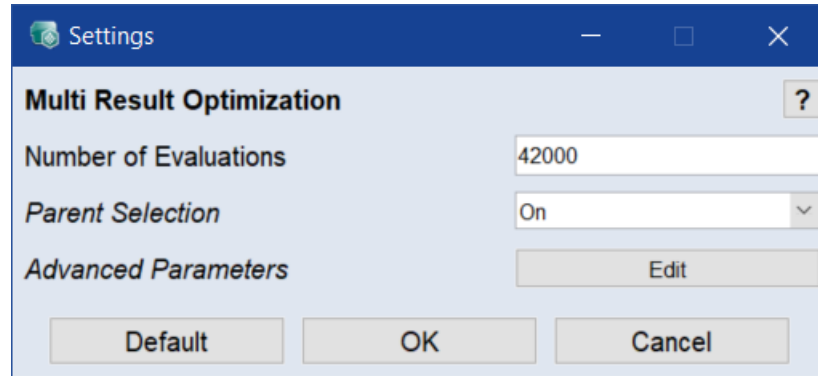 Settings
Multi Result Optimization ?
Number of Evaluations 42000
Parent Selection On
Advanced Parameters Edit
Default OK Cancel